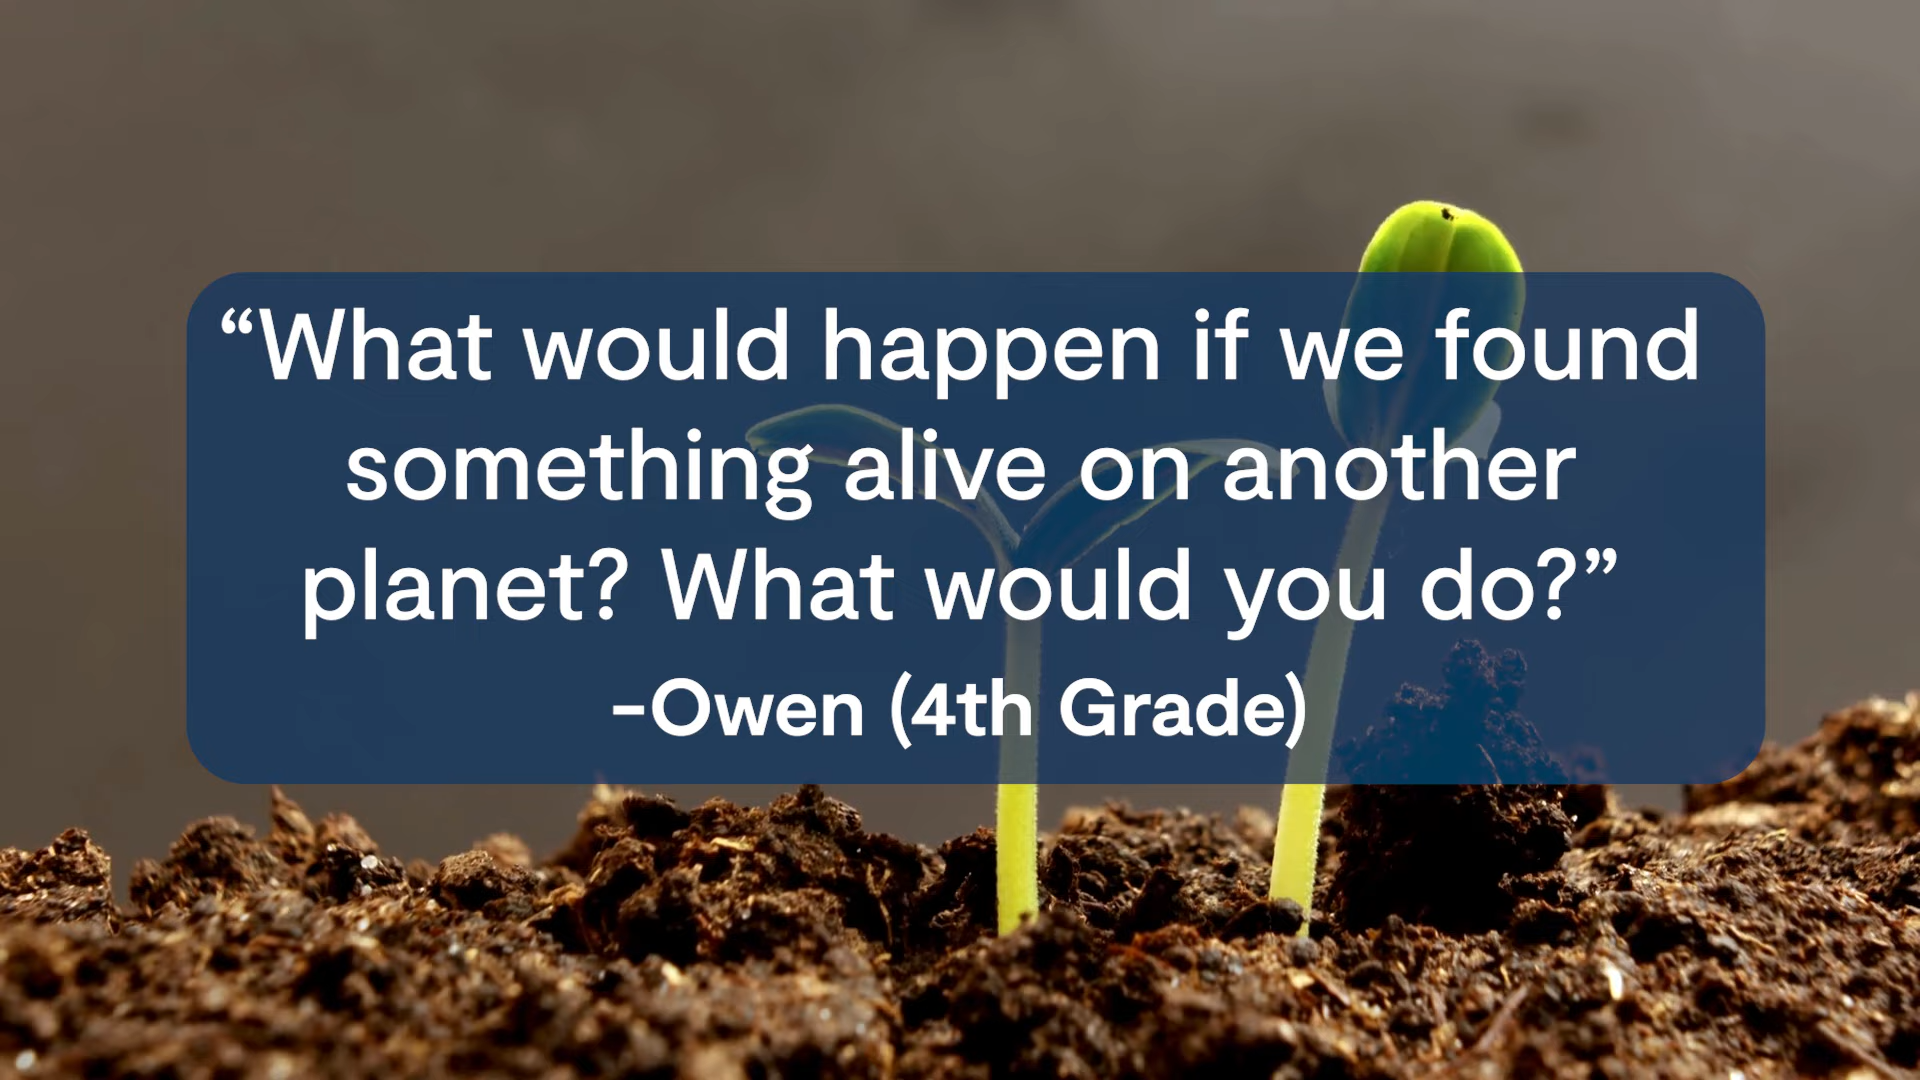 “What would happen if we found
something alive on another
planet? What would you do?”
-Owen (4th Grade)